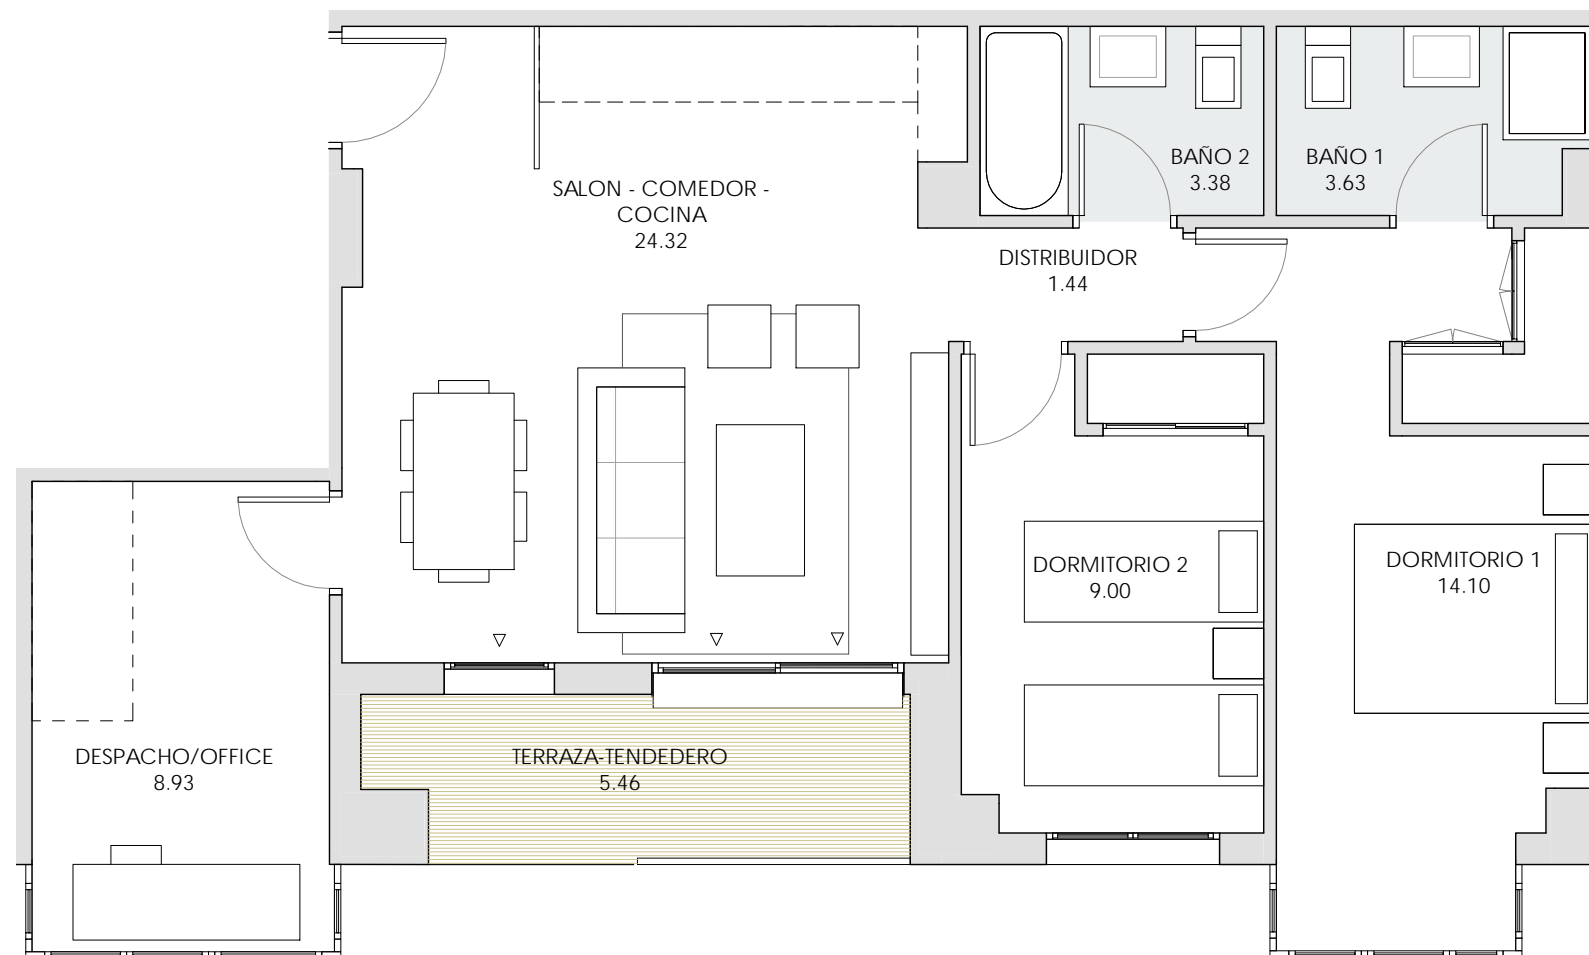 SALON - COMEDOR -
COCINA
24.32
BAÑO 2
3.38
BAÑO 1
3.63
DISTRIBUIDOR
1.44
DORMITORIO 2
9.00
DORMITORIO 1
14.10
DESPACHO/OFFICE
8.93
TERRAZA-TENDEDERO
5.46